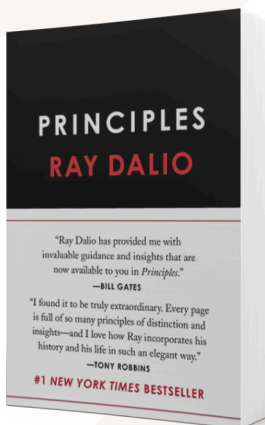 PRINCIPLES
RAY DALIO
“Ray Dalio has provided me with
invaluable guidance and insights that are
now available to you in Principles.”
—BILL GATES
“I found it to be truly extraordinary. Every page
is full of so many principles of distinction and
insights—and I love how Ray incorporates his
history and his life in such an elegant way.”
—TONY ROBBINS
#1 NEW YORK TIMES BESTSELLER